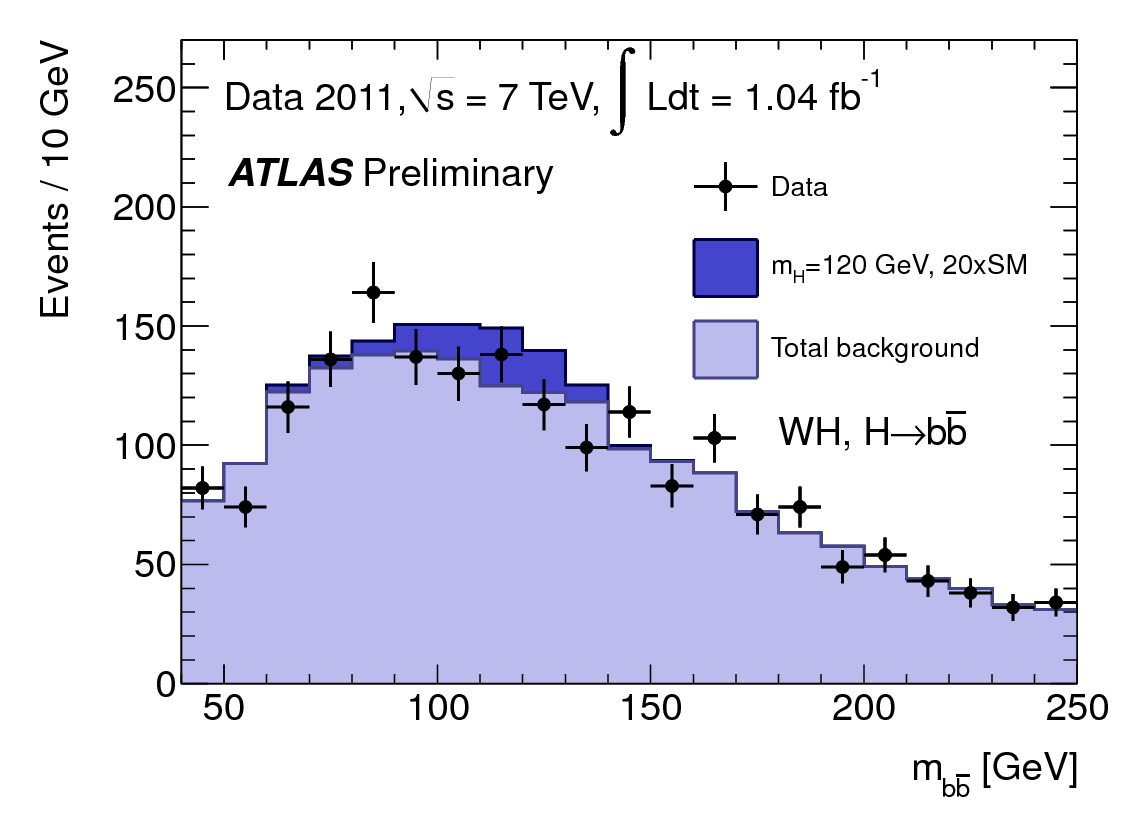 Events / 10 GeV
250
200
150
100
50
0
Data 2011, √s = 7 TeV, ∫ Ldt = 1.04 fb⁻¹
ATLAS Preliminary
Data
m_H=120 GeV, 20xSM
Total background
WH, H→bb̅
50 100 150 200 250
m_bb̅ [GeV]